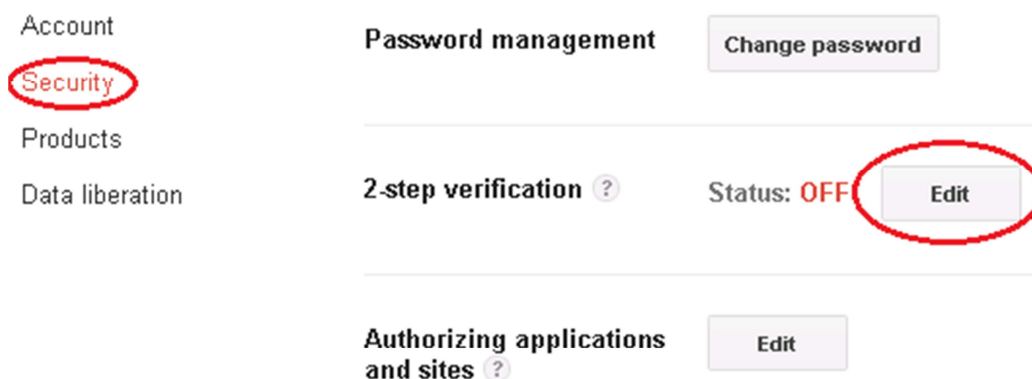 Account
Security
Products
Data liberation
Password management
Change password
2-step verification ?
Status: OFF
Edit
Authorizing applications
and sites ?
Edit